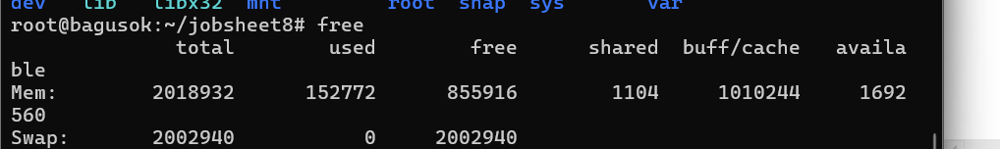 dev lib libx32 mnt root snap sys var
root@bagusok:~/jobsheet8# free
total used free shared buff/cache availa
ble
Mem: 2018932 152772 855916 1104 1010244 1692
560
Swap: 2002940 0 2002940